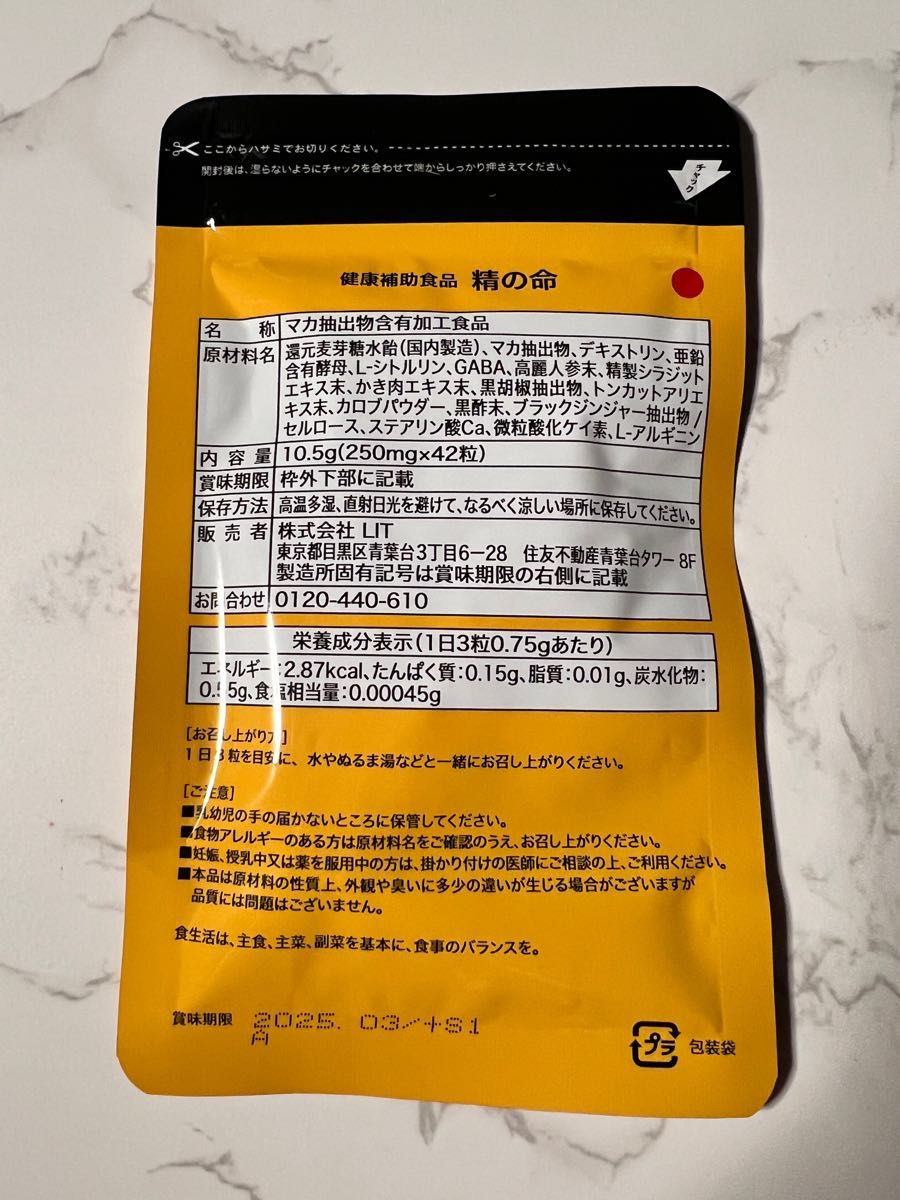 ここからハサミでお切りください。
開封後は、湿らないようにチャックを合わせて端からしっかり押さえてください。
チャック
健康補助食品 精の命
名称 マカ抽出物含有加工食品
原材料名 還元麦芽糖水飴(国内製造)、マカ抽出物、デキストリン、亜鉛
含有酵母、L-シトルリン、GABA、高麗人参末、精製シラジット
エキス末、かき肉エキス末、黒胡椒抽出物、トンカットアリエ
キス末、カロブパウダー、黒酢末、ブラックジンジャー抽出物/
セルロース、ステアリン酸Ca、微粒酸化ケイ素、L-アルギニン
内容量 10.5g(250mg×42粒)
賞味期限 枠外下部に記載
保存方法 高温多湿、直射日光を避けて、なるべく涼しい場所に保存してください。
販売者 株式会社 LIT
東京都目黒区青葉台3丁目6-28 住友不動産青葉台タワー 8F
製造所固有記号は賞味期限の右側に記載
お問合わせ 0120-440-610
栄養成分表示(1日3粒0.75gあたり)
エネルギー:2.87kcal、たんぱく質:0.15g、脂質:0.01g、炭水化物:
0.55g、食塩相当量:0.00045g
[お召し上がり方]
1日3粒を目安に、水やぬるま湯などと一緒にお召し上がりください。
[ご注意]
■乳幼児の手の届かないところに保管してください。
■食物アレルギーのある方は原材料名をご確認のうえ、お召し上がりください。
■妊娠、授乳中又は薬を服用中の方は、掛かり付けの医師にご相談の上、ご利用ください。
■本品は原材料の性質上、外観や臭いに多少の違いが生じる場合がございますが
品質には問題はございません。
食生活は、主食、主菜、副菜を基本に、食事のバランスを。
賞味期限 2025. 03/+S1
A
プラ 包装袋